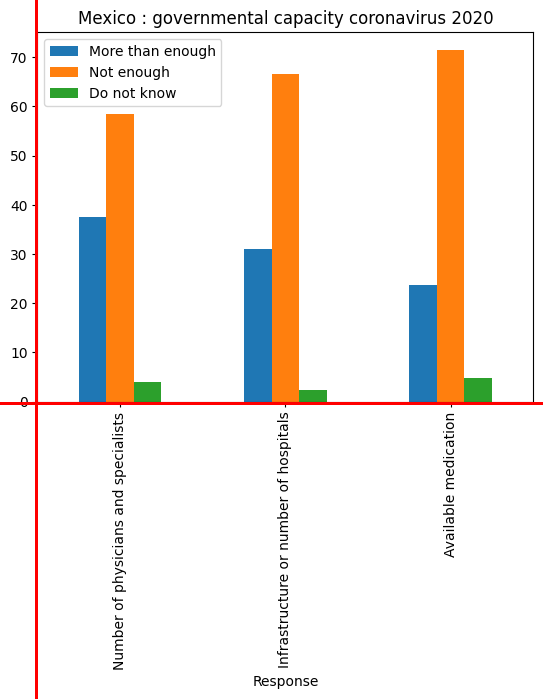 Mexico : governmental capacity coronavirus 2020
More than enough
Not enough
Do not know
70
60
50
40
30
20
10
0
Number of physicians and specialists
Infrastructure or number of hospitals
Available medication
Response